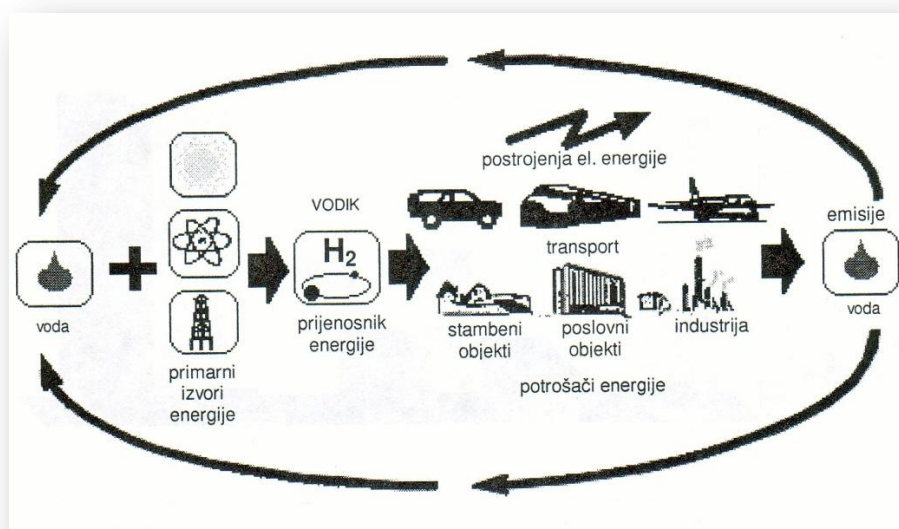 postrojenja el. energije
VODIK
emisije
H2
transport
voda
prijenosnik
energije
stambeni
objekti
poslovni
objekti
industrija
voda
primarni
izvori
energije
potrošači energije